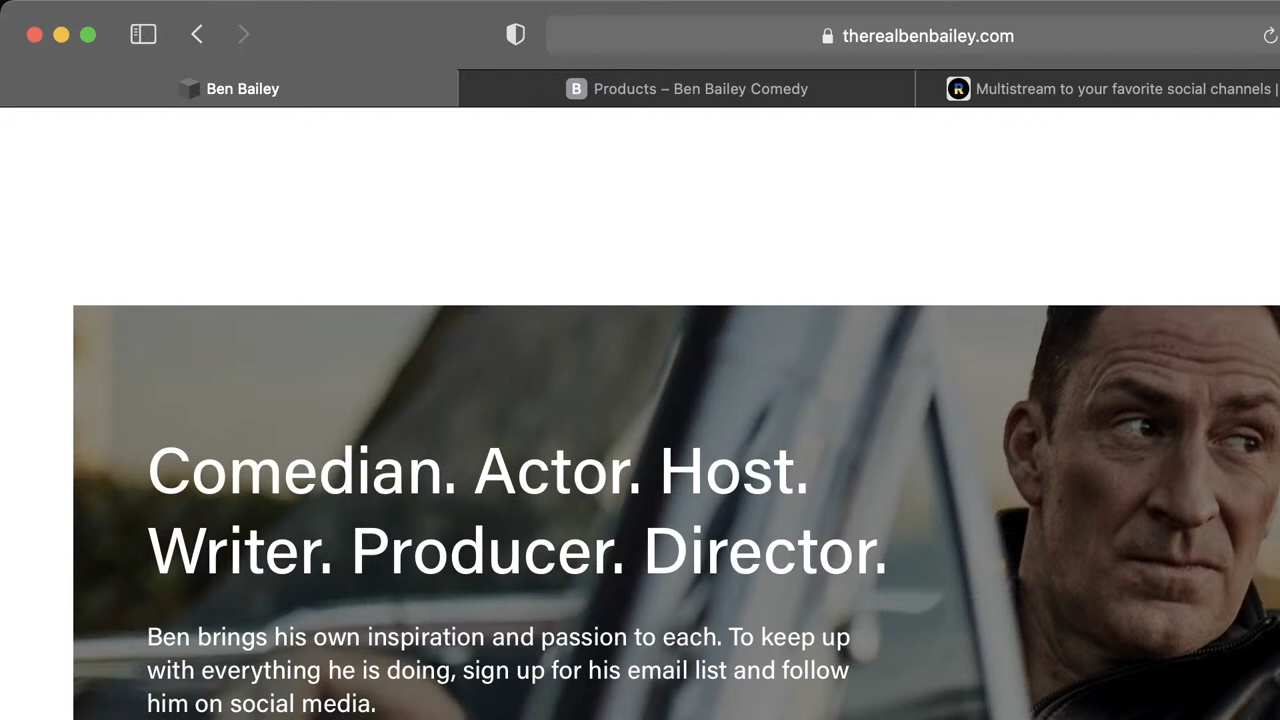 therealbenbailey.com
Ben Bailey
B Products – Ben Bailey Comedy
R Multistream to your favorite social channels |
Comedian. Actor. Host.
Writer. Producer. Director.
Ben brings his own inspiration and passion to each. To keep up
with everything he is doing, sign up for his email list and follow
him on social media.